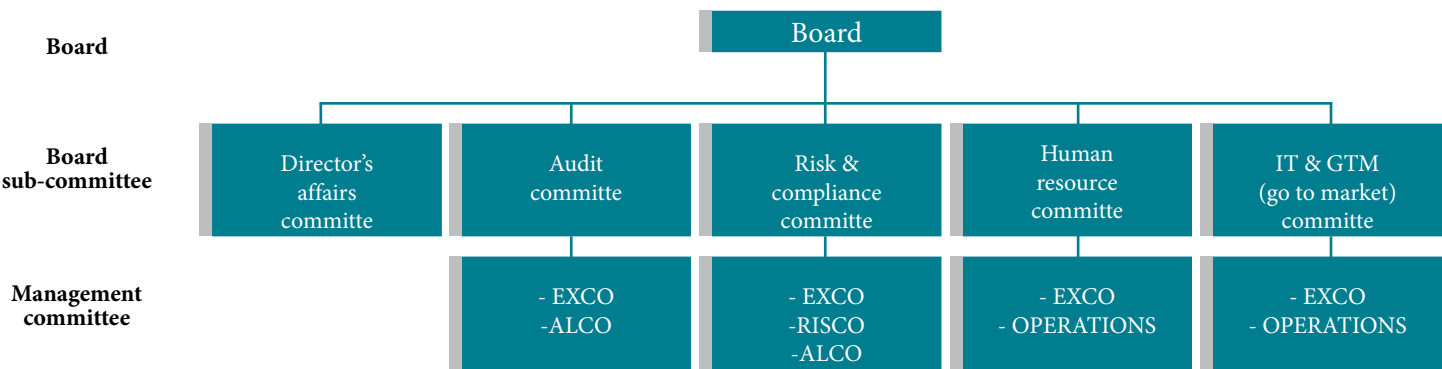 Board
Board
Board
sub-committee
Director's
affairs
committe
Audit
committe
Risk &
compliance
committe
Human
resource
committe
IT & GTM
(go to market)
committe
Management
committee
- EXCO
-ALCO
- EXCO
-RISCO
-ALCO
- EXCO
- OPERATIONS
- EXCO
- OPERATIONS